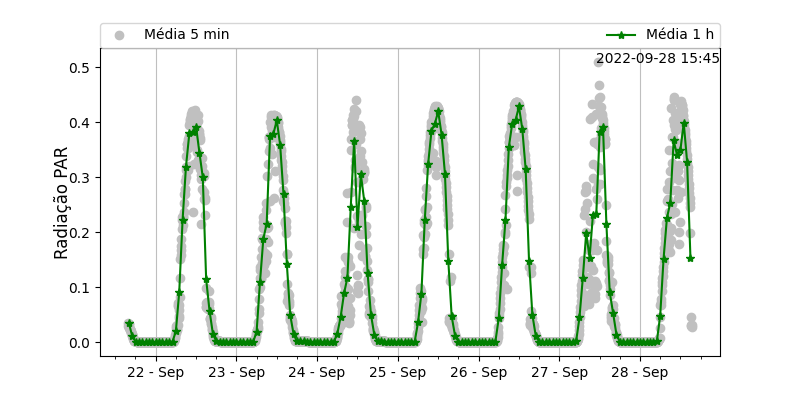 Média 5 min
Média 1 h
2022-09-28 15:45
Radiação PAR
0.5
0.4
0.3
0.2
0.1
0.0
22 - Sep
23 - Sep
24 - Sep
25 - Sep
26 - Sep
27 - Sep
28 - Sep